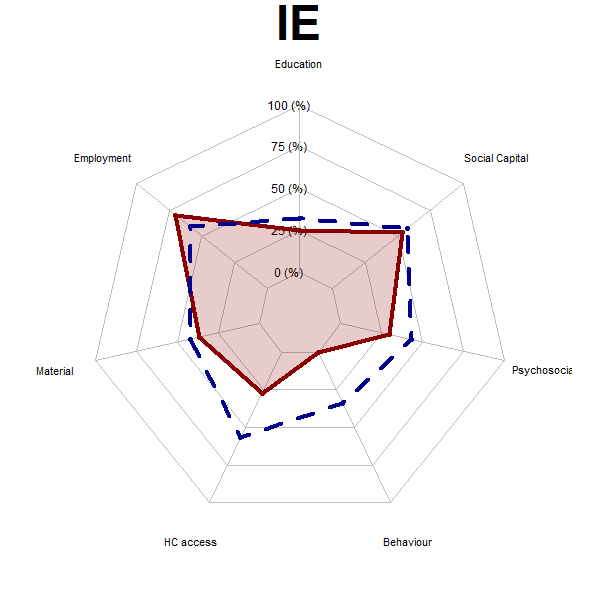 IE
Education
100 (%)
75 (%)
50 (%)
25 (%)
0 (%)
Employment
Social Capital
Material
Psychosocia
HC access
Behaviour